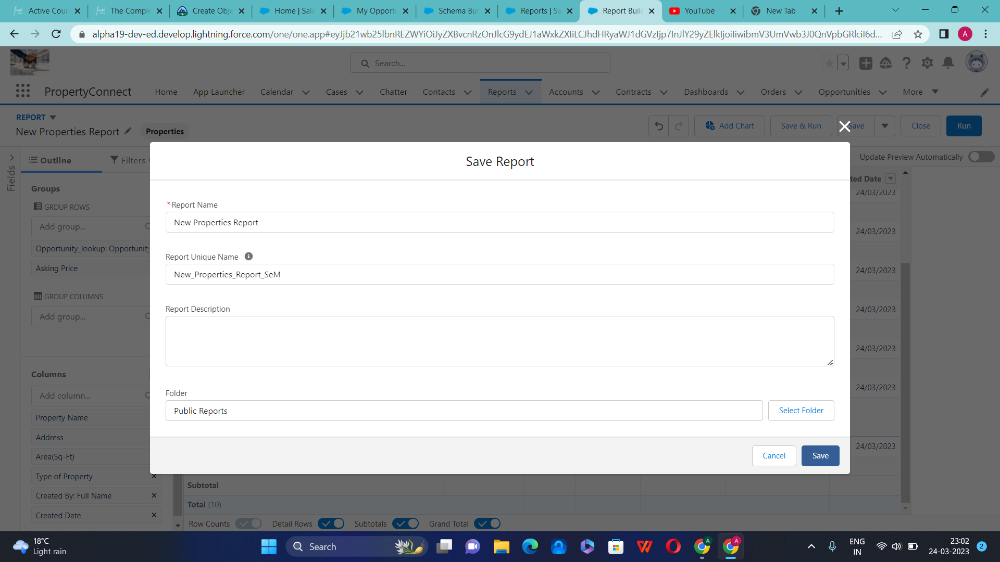 Active Cour
The Comple
Create Obje
Home | Sale
My Opportu
Schema Buil
Reports | Sa
Report Build
YouTube
New Tab
alpha19-dev-ed.develop.lightning.force.com/one/one.app#eyJjb21wb25lbnREZWYiOiJyZXBvcnRzOnJlcG9ydEJ1aWxkZXIiLCJhdHRyaWJ1dGVzIjp7InJlY29yZElkIjoiIiwibmV3UmVwb3J0QnVpbGRlciI6d...
A
Search...
PropertyConnect
Home
App Launcher
Calendar
Cases
Chatter
Contacts
Reports
Accounts
Contracts
Dashboards
Orders
Opportunities
More
REPORT
New Properties Report
Properties
Add Chart
Save & Run
Save
Close
Run
Fields
Outline
Filters
Update Preview Automatically
Groups
GROUP ROWS
Add group...
Opportunity_lookup: Opportunity
Asking Price
GROUP COLUMNS
Add group...
Columns
Add column...
Property Name
Address
Area(Sq-Ft)
Type of Property
Created By: Full Name
Created Date
Save Report
* Report Name
New Properties Report
Report Unique Name
New_Properties_Report_SeM
Report Description
Folder
Public Reports
Select Folder
Cancel
Save
ted Date
24/03/2023
24/03/2023
24/03/2023
24/03/2023
24/03/2023
24/03/2023
24/03/2023
Subtotal
Total (10)
Row Counts
Detail Rows
Subtotals
Grand Total
18°C
Light rain
Search
A
A
ENG
IN
23:02
24-03-2023
2